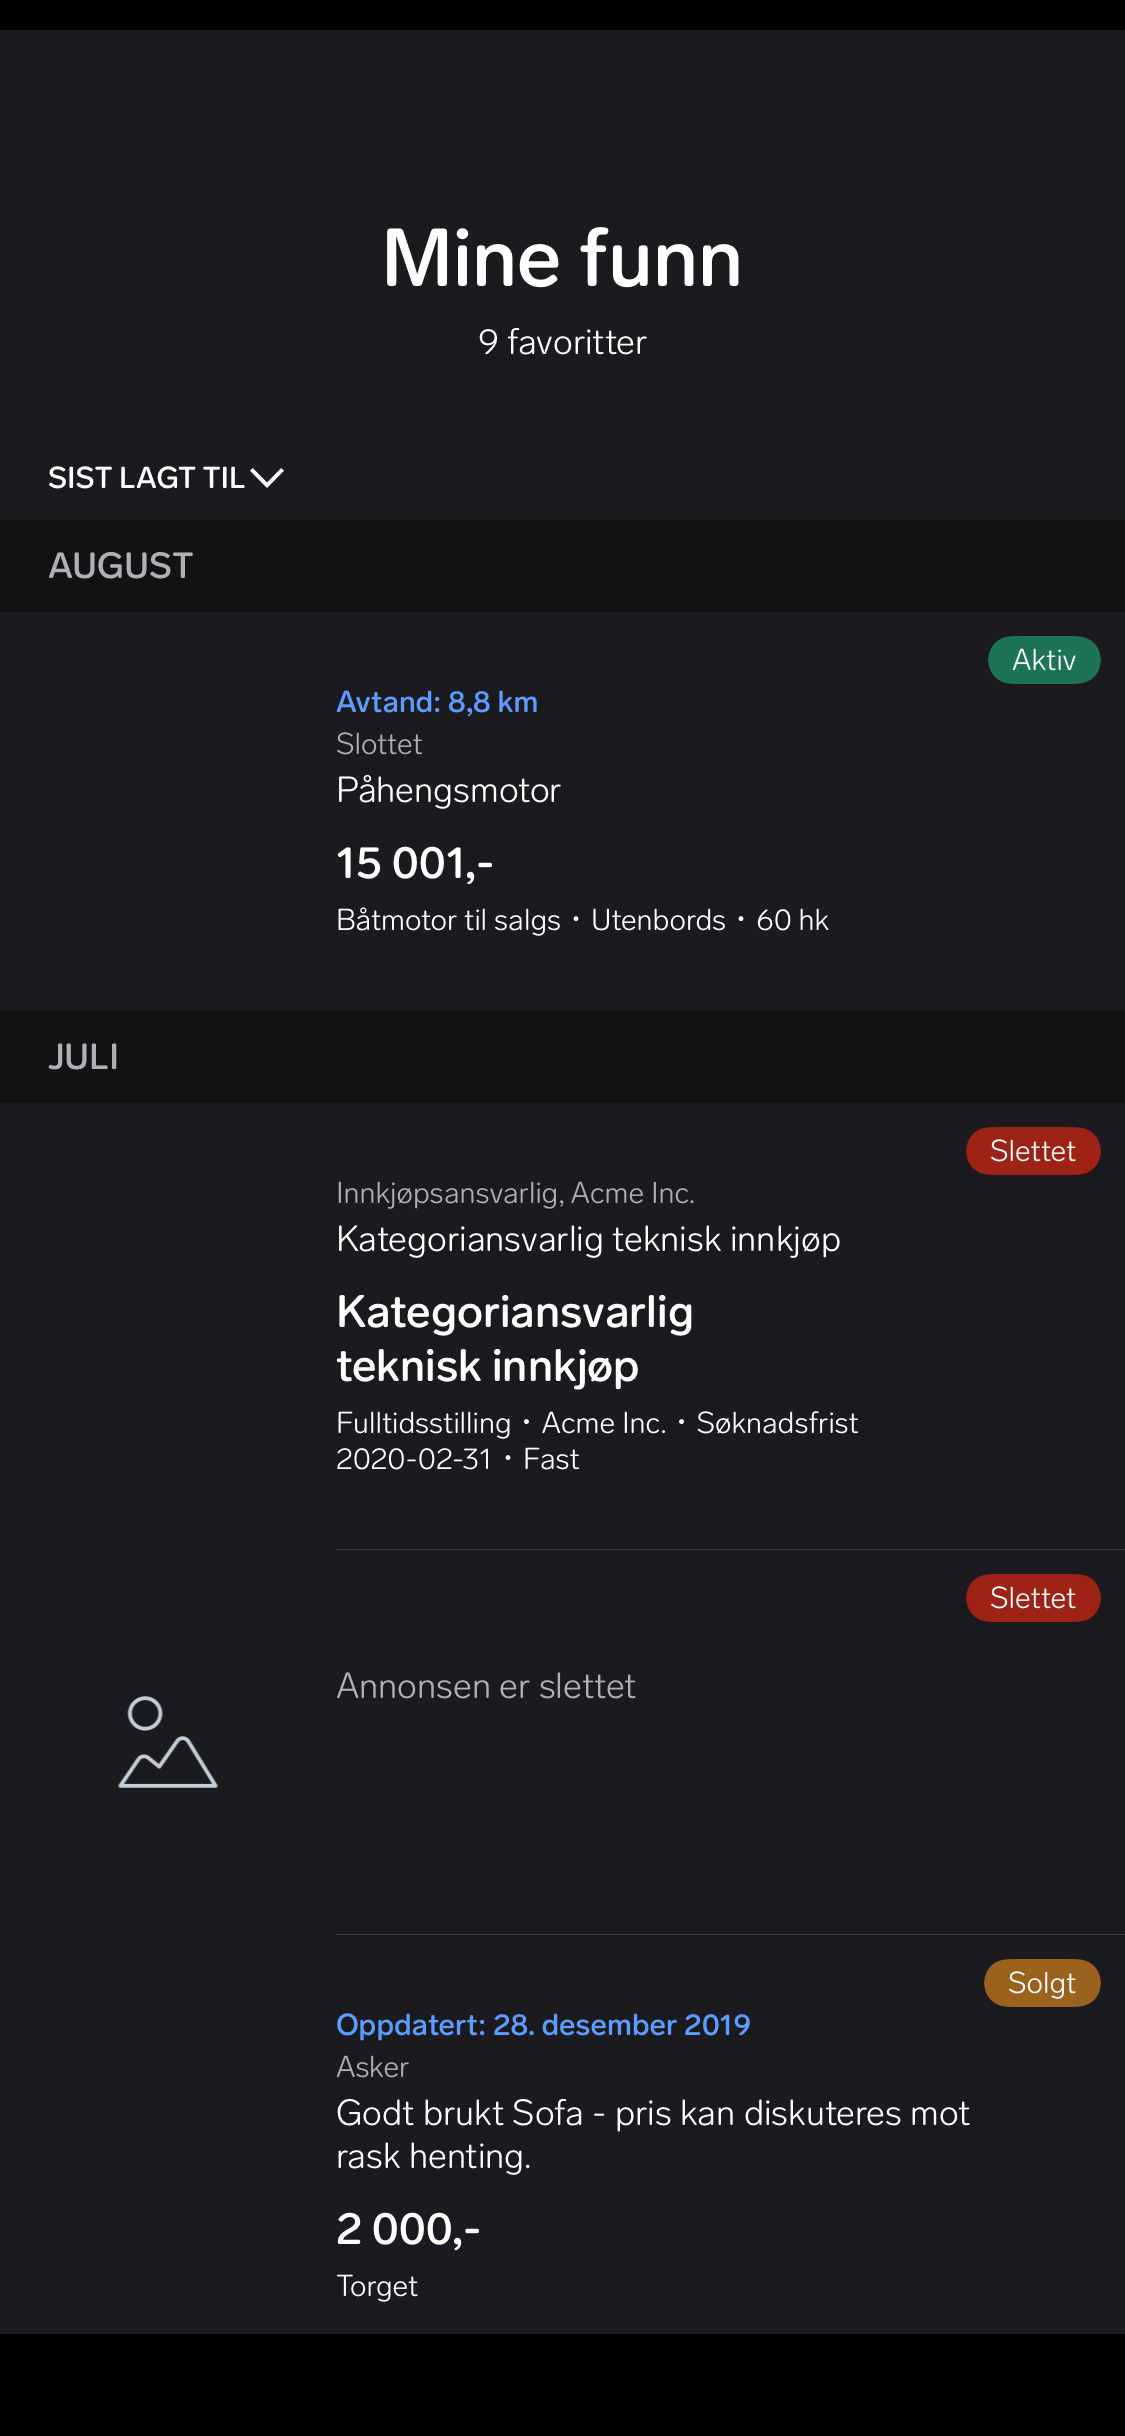 Mine funn
9 favoritter
SIST LAGT TIL
AUGUST
Aktiv
Avtand: 8,8 km
Slottet
Påhengsmotor
15 001,-
Båtmotor til salgs • Utenbords • 60 hk
JULI
Slettet
Innkjøpsansvarlig, Acme Inc.
Kategoriansvarlig teknisk innkjøp
Kategoriansvarlig
teknisk innkjøp
Fulltidsstilling • Acme Inc. • Søknadsfrist
2020-02-31 • Fast
Slettet
Annonsen er slettet
Solgt
Oppdatert: 28. desember 2019
Asker
Godt brukt Sofa - pris kan diskuteres mot
rask henting.
2 000,-
Torget